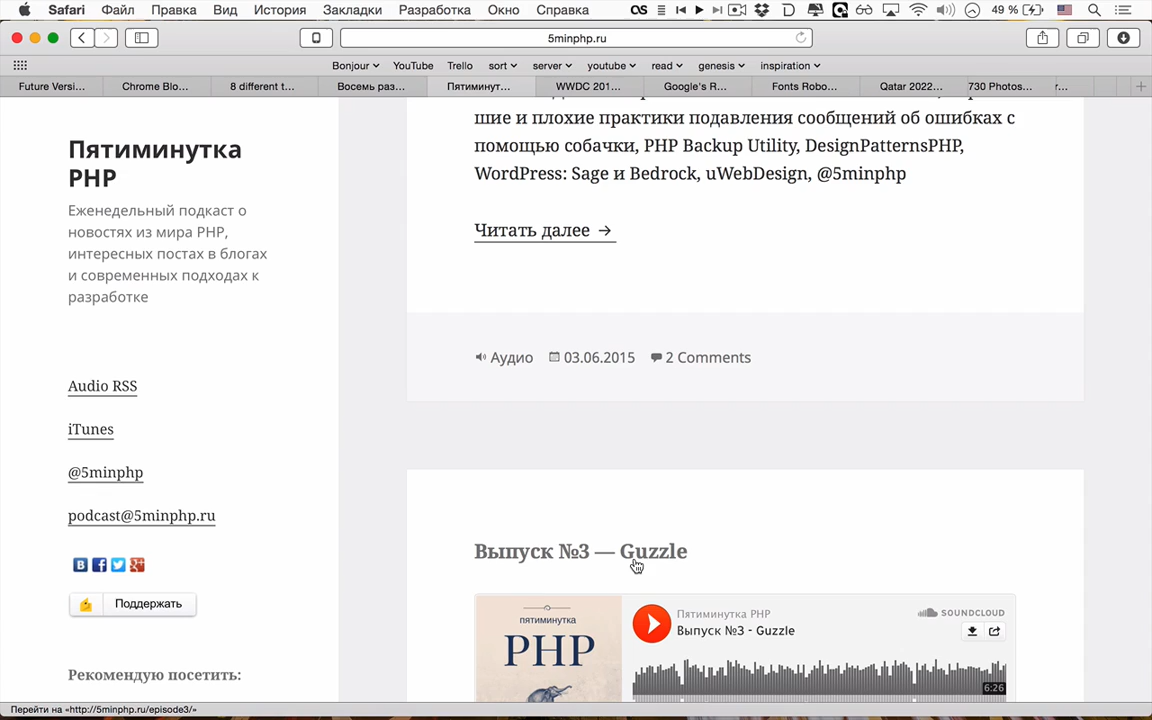 Safari Файл Правка Вид История Закладки Разработка Окно Справка 49 %
5minphp.ru
Bonjour YouTube Trello sort server youtube read genesis inspiration
Future Versi... Chrome Blo... 8 different t... Восемь раз... Пятиминут... WWDC 201... Google's R... Fonts Robo... Qatar 2022... 730 Photos... r...
Пятиминутка
PHP
Еженедельный подкаст о
новостях из мира PHP,
интересных постах в блогах
и современных подходах к
разработке
Audio RSS
iTunes
@5minphp
podcast@5minphp.ru
Поддержать
Рекомендую посетить:
шие и плохие практики подавления сообщений об ошибках с
помощью собачки, PHP Backup Utility, DesignPatternsPHP,
WordPress: Sage и Bedrock, uWebDesign, @5minphp
Читать далее →
Аудио 03.06.2015 2 Comments
Выпуск №3 — Guzzle
пятиминутка
PHP
Пятиминутка PHP
Выпуск №3 - Guzzle
SOUNDCLOUD
6:26
Перейти на «http://5minphp.ru/episode3/»